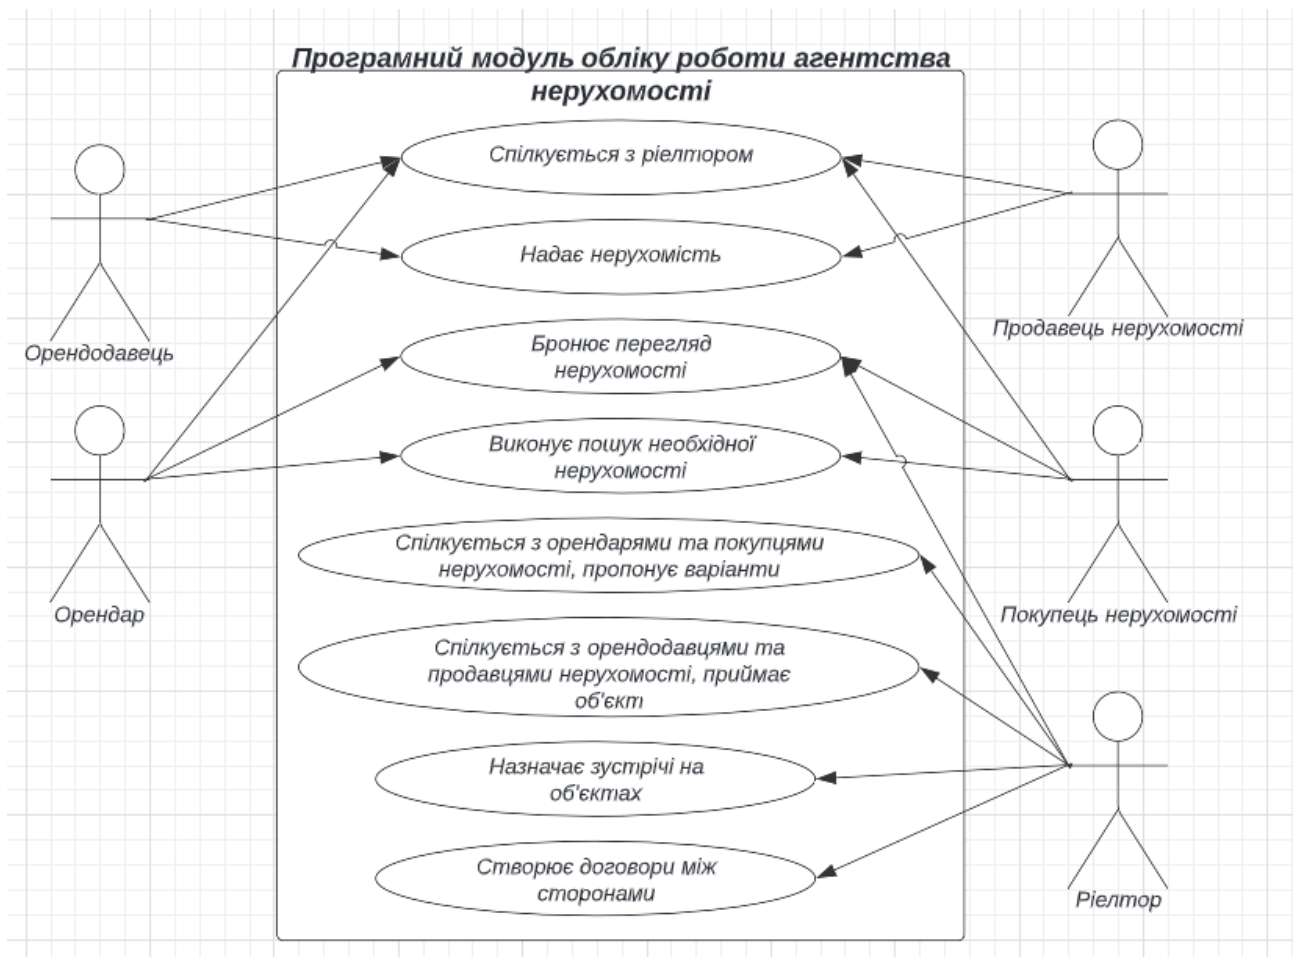 Програмний модуль обліку роботи агентства
нерухомості
Спілкується з ріелтором
Надає нерухомість
Продавець нерухомості
Бронює перегляд
нерухомості
Орендодавець
Виконує пошук необхідної
нерухомості
Спілкується з орендарями та покупцями
нерухомості, пропонує варіанти
Орендар
Покупець нерухомості
Спілкується з орендодавцями та
продавцями нерухомості, приймає
об'єкт
Назначає зустрічі на
об'єктах
Створює договори між
сторонами
Ріелтор